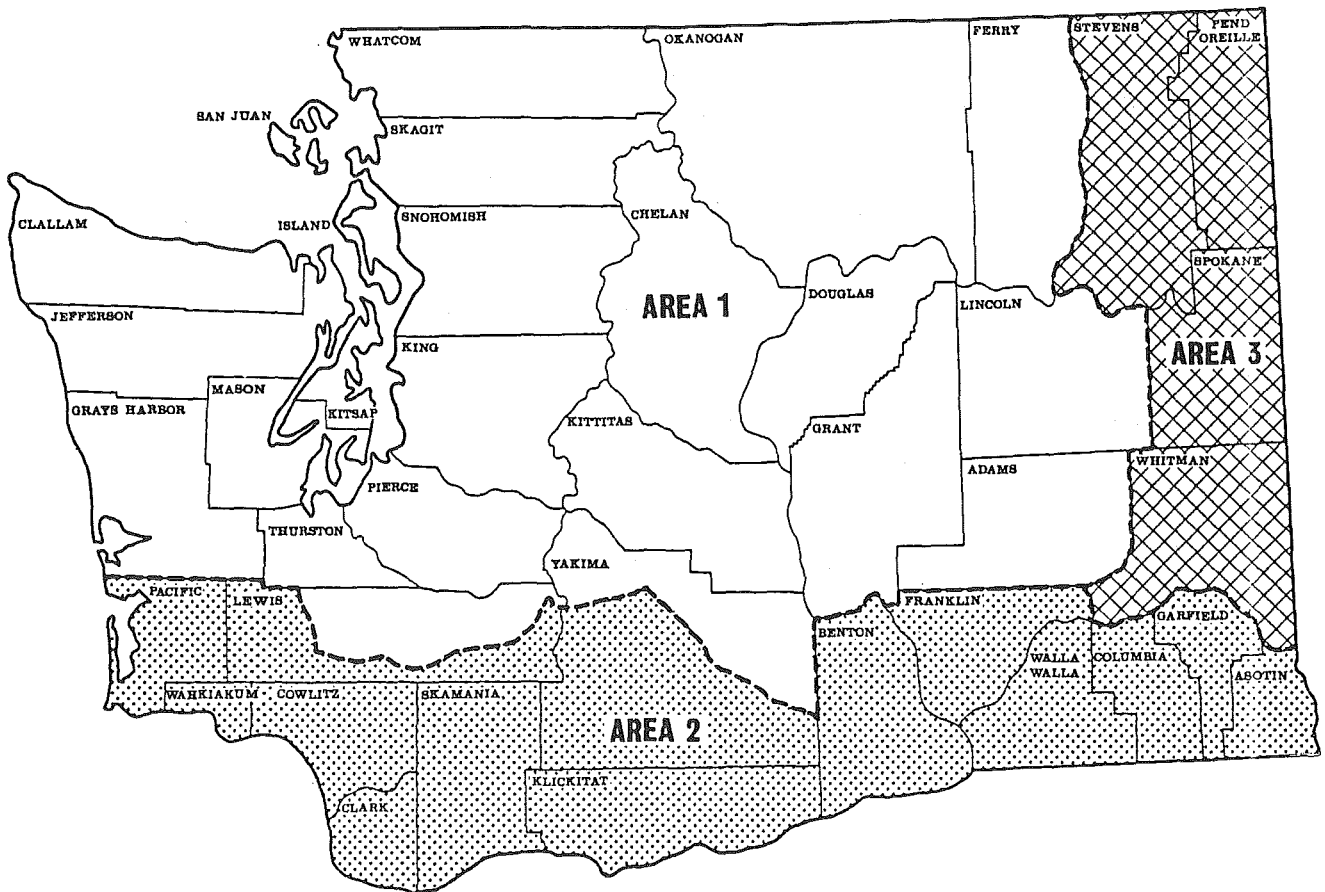 WHATCOM
OKANOGAN
FERRY
STEVENS
PEND
OREILLE
SAN JUAN
SKAGIT
CLALLAM
ISLAND
SNOHOMISH
CHELAN
SPOKANE
JEFFERSON
AREA 1
DOUGLAS
LINCOLN
KING
AREA 3
MASON
GRAYS HARBOR
KITSAP
KITTITAS
GRANT
WHITMAN
ADAMS
PIERCE
THURSTON
YAKIMA
PACIFIC
LEWIS
FRANKLIN
GARFIELD
BENTON
WALLA
WALLA
COLUMBIA
ASOTIN
WAHKIAKUM
COWLITZ
SKAMANIA
AREA 2
KLICKITAT
CLARK